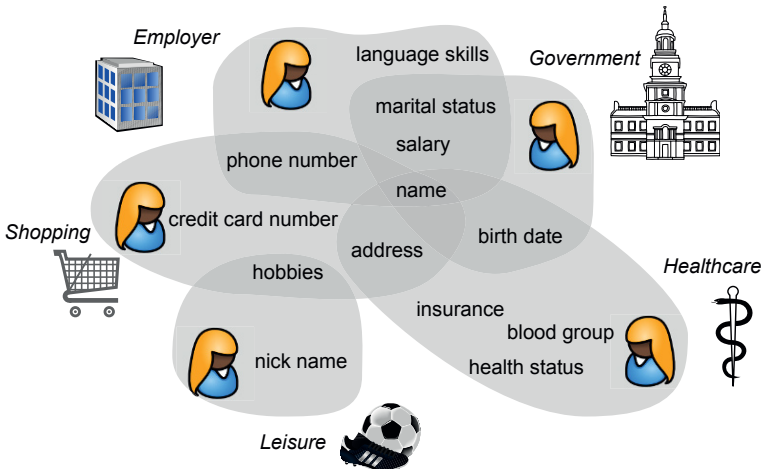 Employer
language skills
Government
marital status
salary
phone number
name
credit card number
Shopping
address
birth date
hobbies
Healthcare
insurance
blood group
nick name
health status
Leisure